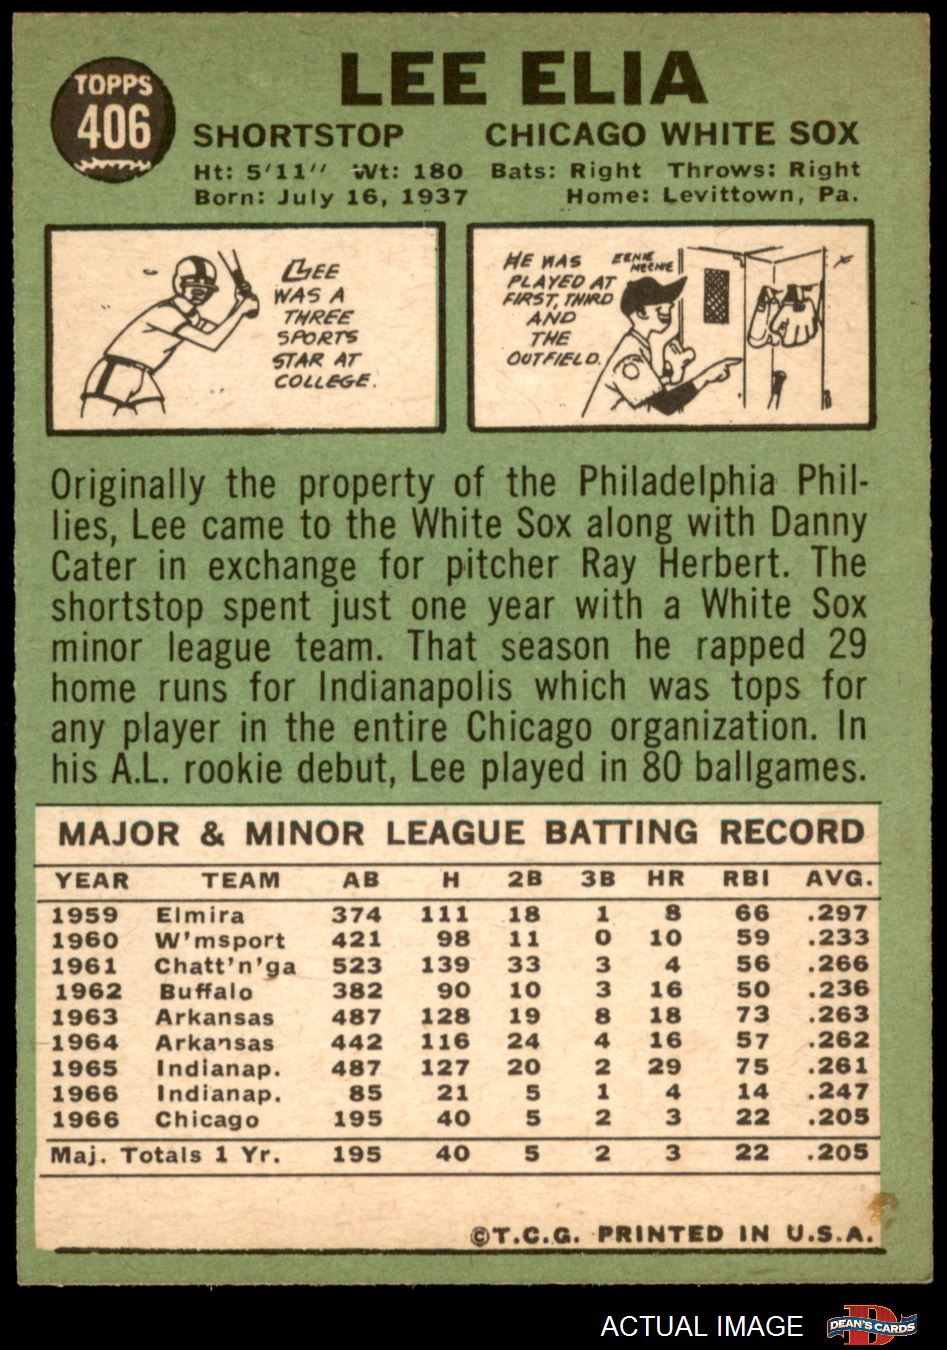 TOPPS
406
LEE ELIA
SHORTSTOP CHICAGO WHITE SOX
Ht: 5'11" Wt: 180 Bats: Right Throws: Right
Born: July 16, 1937 Home: Levittown, Pa.
LEE
WAS A
THREE
SPORTS
STAR AT
COLLEGE.
HE WAS
PLAYED AT
FIRST, THIRD
AND
THE
OUTFIELD.
EENIE
MEENIE
Originally the property of the Philadelphia Phil-
lies, Lee came to the White Sox along with Danny
Cater in exchange for pitcher Ray Herbert. The
shortstop spent just one year with a White Sox
minor league team. That season he rapped 29
home runs for Indianapolis which was tops for
any player in the entire Chicago organization. In
his A.L. rookie debut, Lee played in 80 ballgames.
MAJOR & MINOR LEAGUE BATTING RECORD
YEAR TEAM AB H 2B 3B HR RBI AVG.
1959 Elmira 374 111 18 1 8 66 .297
1960 W'msport 421 98 11 0 10 59 .233
1961 Chatt'n'ga 523 139 33 3 4 56 .266
1962 Buffalo 382 90 10 3 16 50 .236
1963 Arkansas 487 128 19 8 18 73 .263
1964 Arkansas 442 116 24 4 16 57 .262
1965 Indianap. 487 127 20 2 29 75 .261
1966 Indianap. 85 21 5 1 4 14 .247
1966 Chicago 195 40 5 2 3 22 .205
Maj. Totals 1 Yr. 195 40 5 2 3 22 .205
©T.C.G. PRINTED IN U.S.A.
ACTUAL IMAGE
DEAN'S CARDS